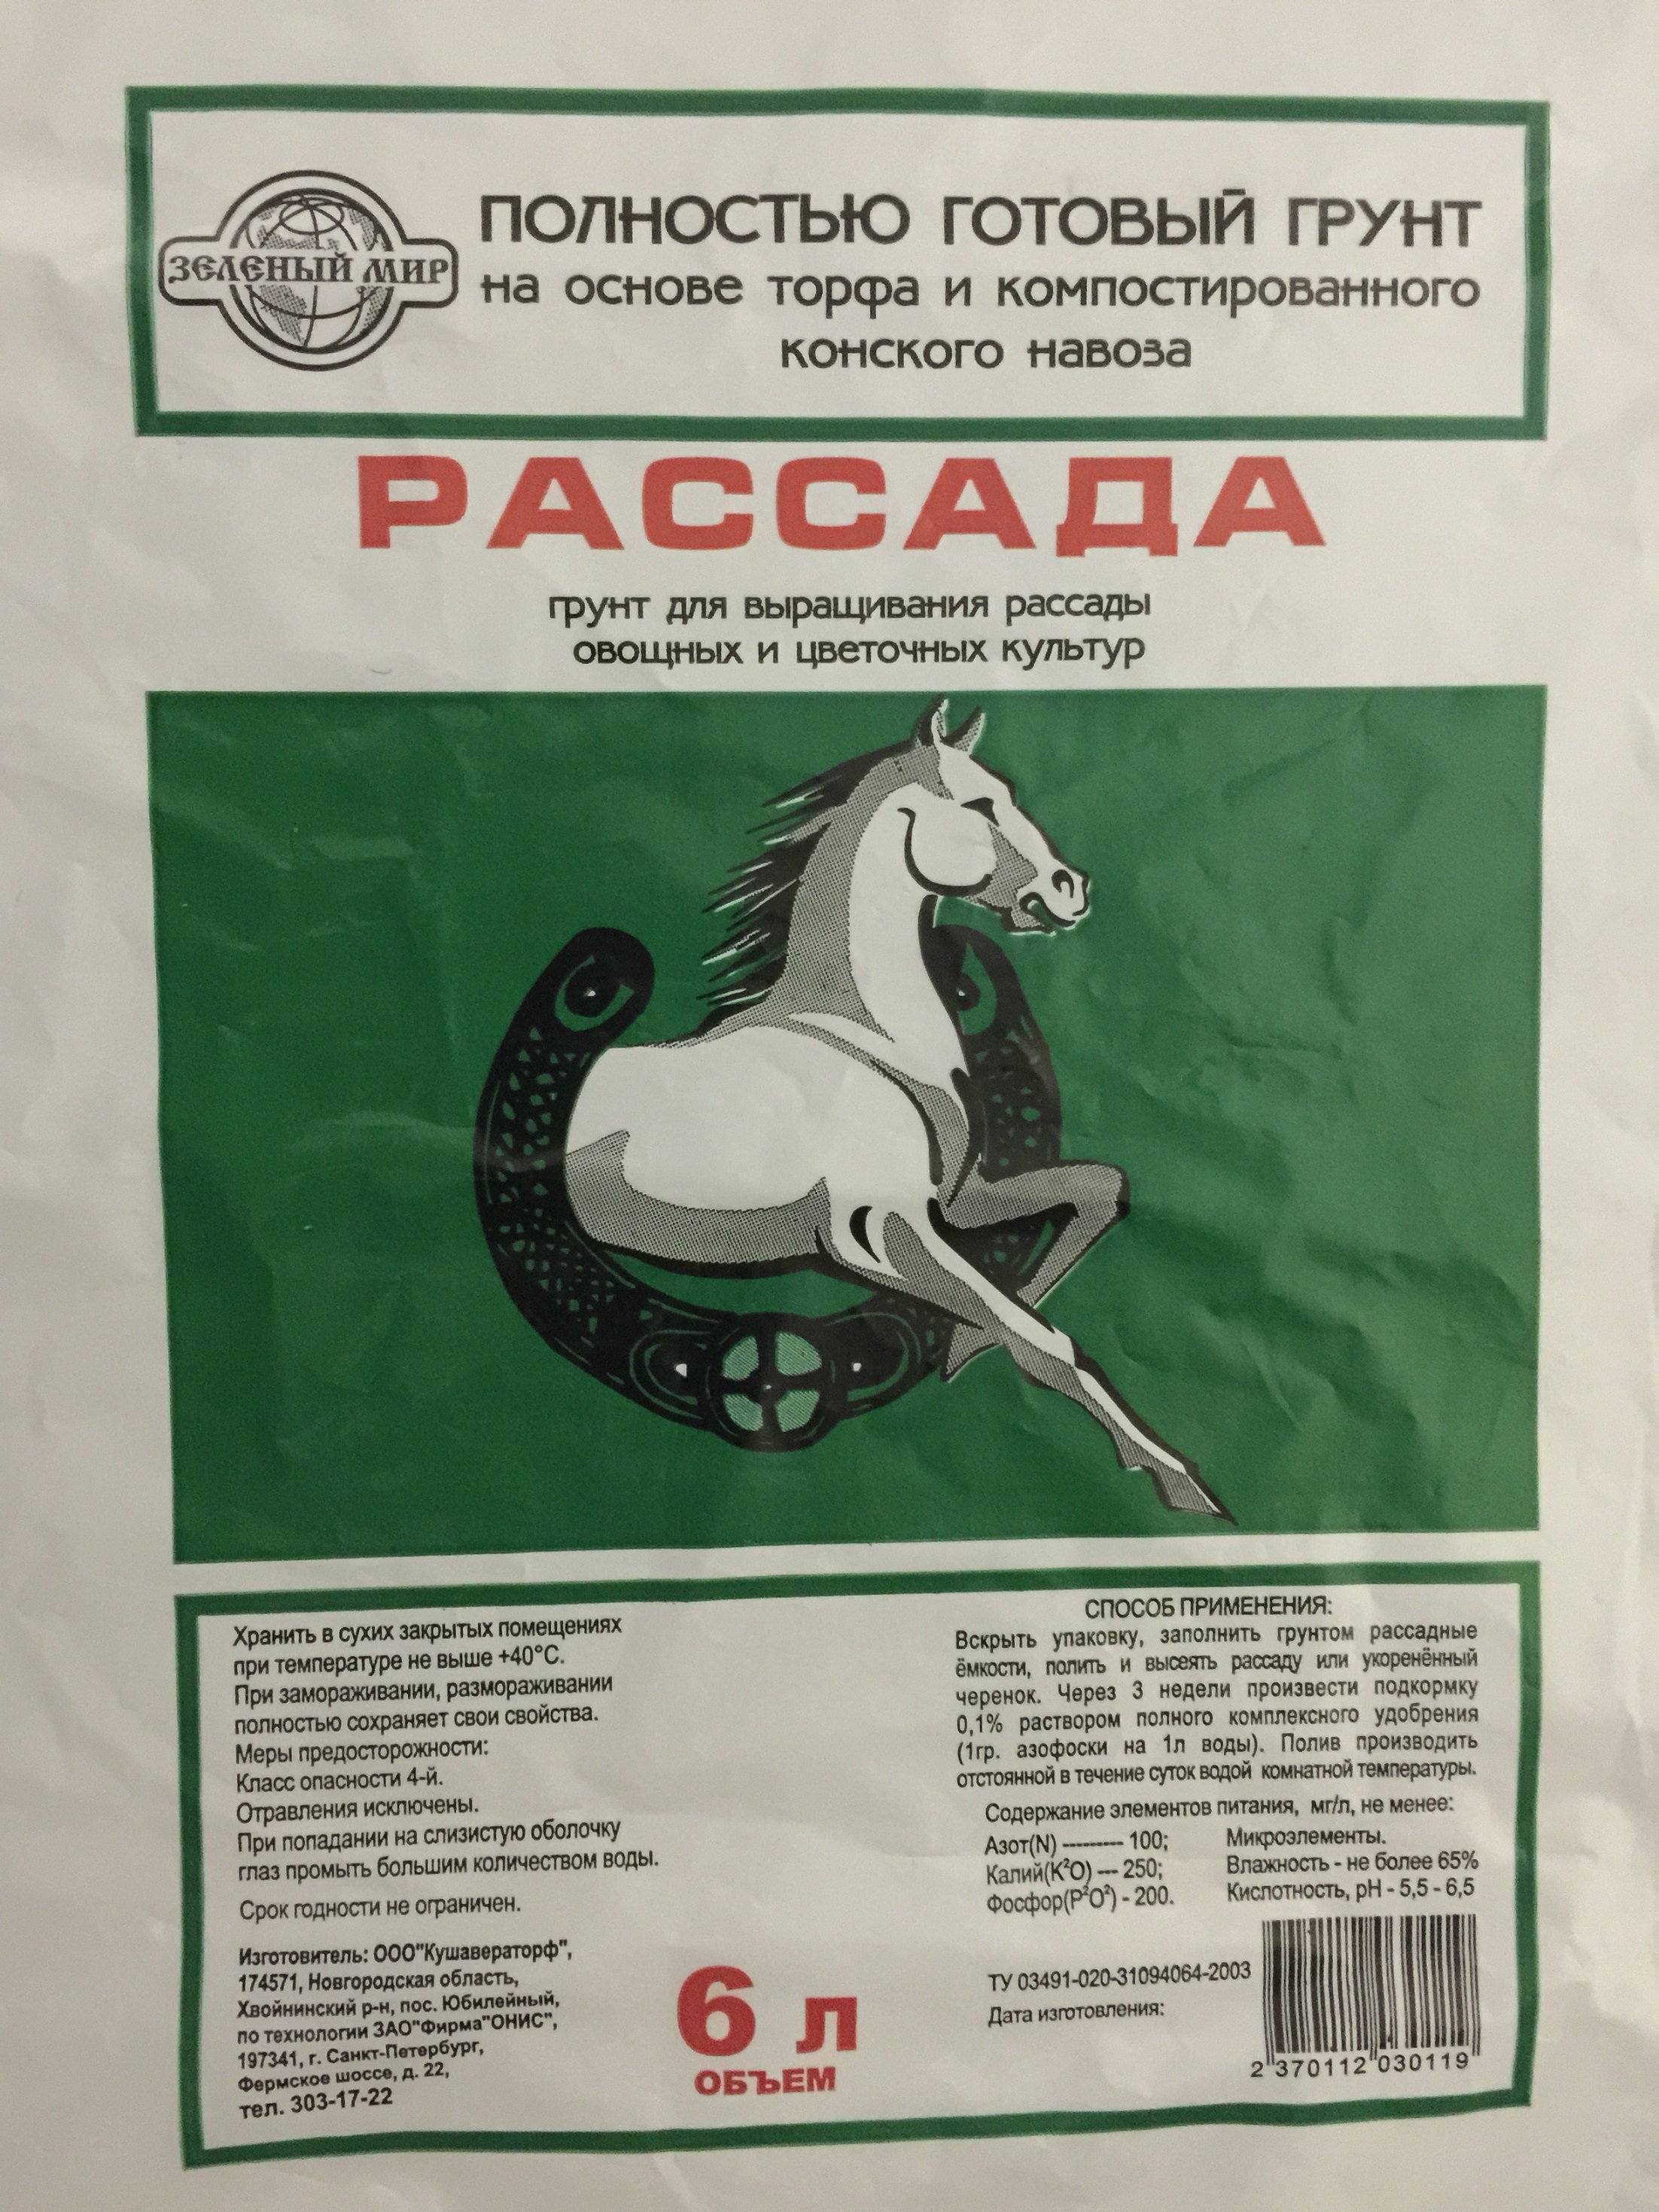 ЗЕЛЕНЫЙ МИР
ПОЛНОСТЬЮ ГОТОВЫЙ ГРУНТ
на основе торфа и компостированного
конского навоза
РАССАДА
грунт для выращивания рассады
овощных и цветочных культур
Хранить в сухих закрытых помещениях
при температуре не выше +40°С.
При замораживании, размораживании
полностью сохраняет свои свойства.
Меры предосторожности:
Класс опасности 4-й.
Отравления исключены.
При попадании на слизистую оболочку
глаз промыть большим количеством воды.
Срок годности не ограничен.
Изготовитель: ООО"Кушавераторф",
174571, Новгородская область,
Хвойнинский р-н, пос. Юбилейный,
по технологии ЗАО"Фирма"ОНИС",
197341, г. Санкт-Петербург,
Фермское шоссе, д. 22,
тел. 303-17-22
6 л
ОБЪЕМ
СПОСОБ ПРИМЕНЕНИЯ:
Вскрыть упаковку, заполнить грунтом рассадные
ёмкости, полить и высеять рассаду или укоренённый
черенок. Через 3 недели произвести подкормку
0,1% раствором полного комплексного удобрения
(1гр. азофоски на 1л воды). Полив производить
отстоянной в течение суток водой комнатной температуры.
Содержание элементов питания, мг/л, не менее:
Азот(N) --------- 100;
Калий(K²O) --- 250;
Фосфор(P²O²) - 200.
Микроэлементы.
Влажность - не более 65%
Кислотность, pH - 5,5 - 6,5
ТУ 03491-020-31094064-2003
Дата изготовления:
2 370112 030119